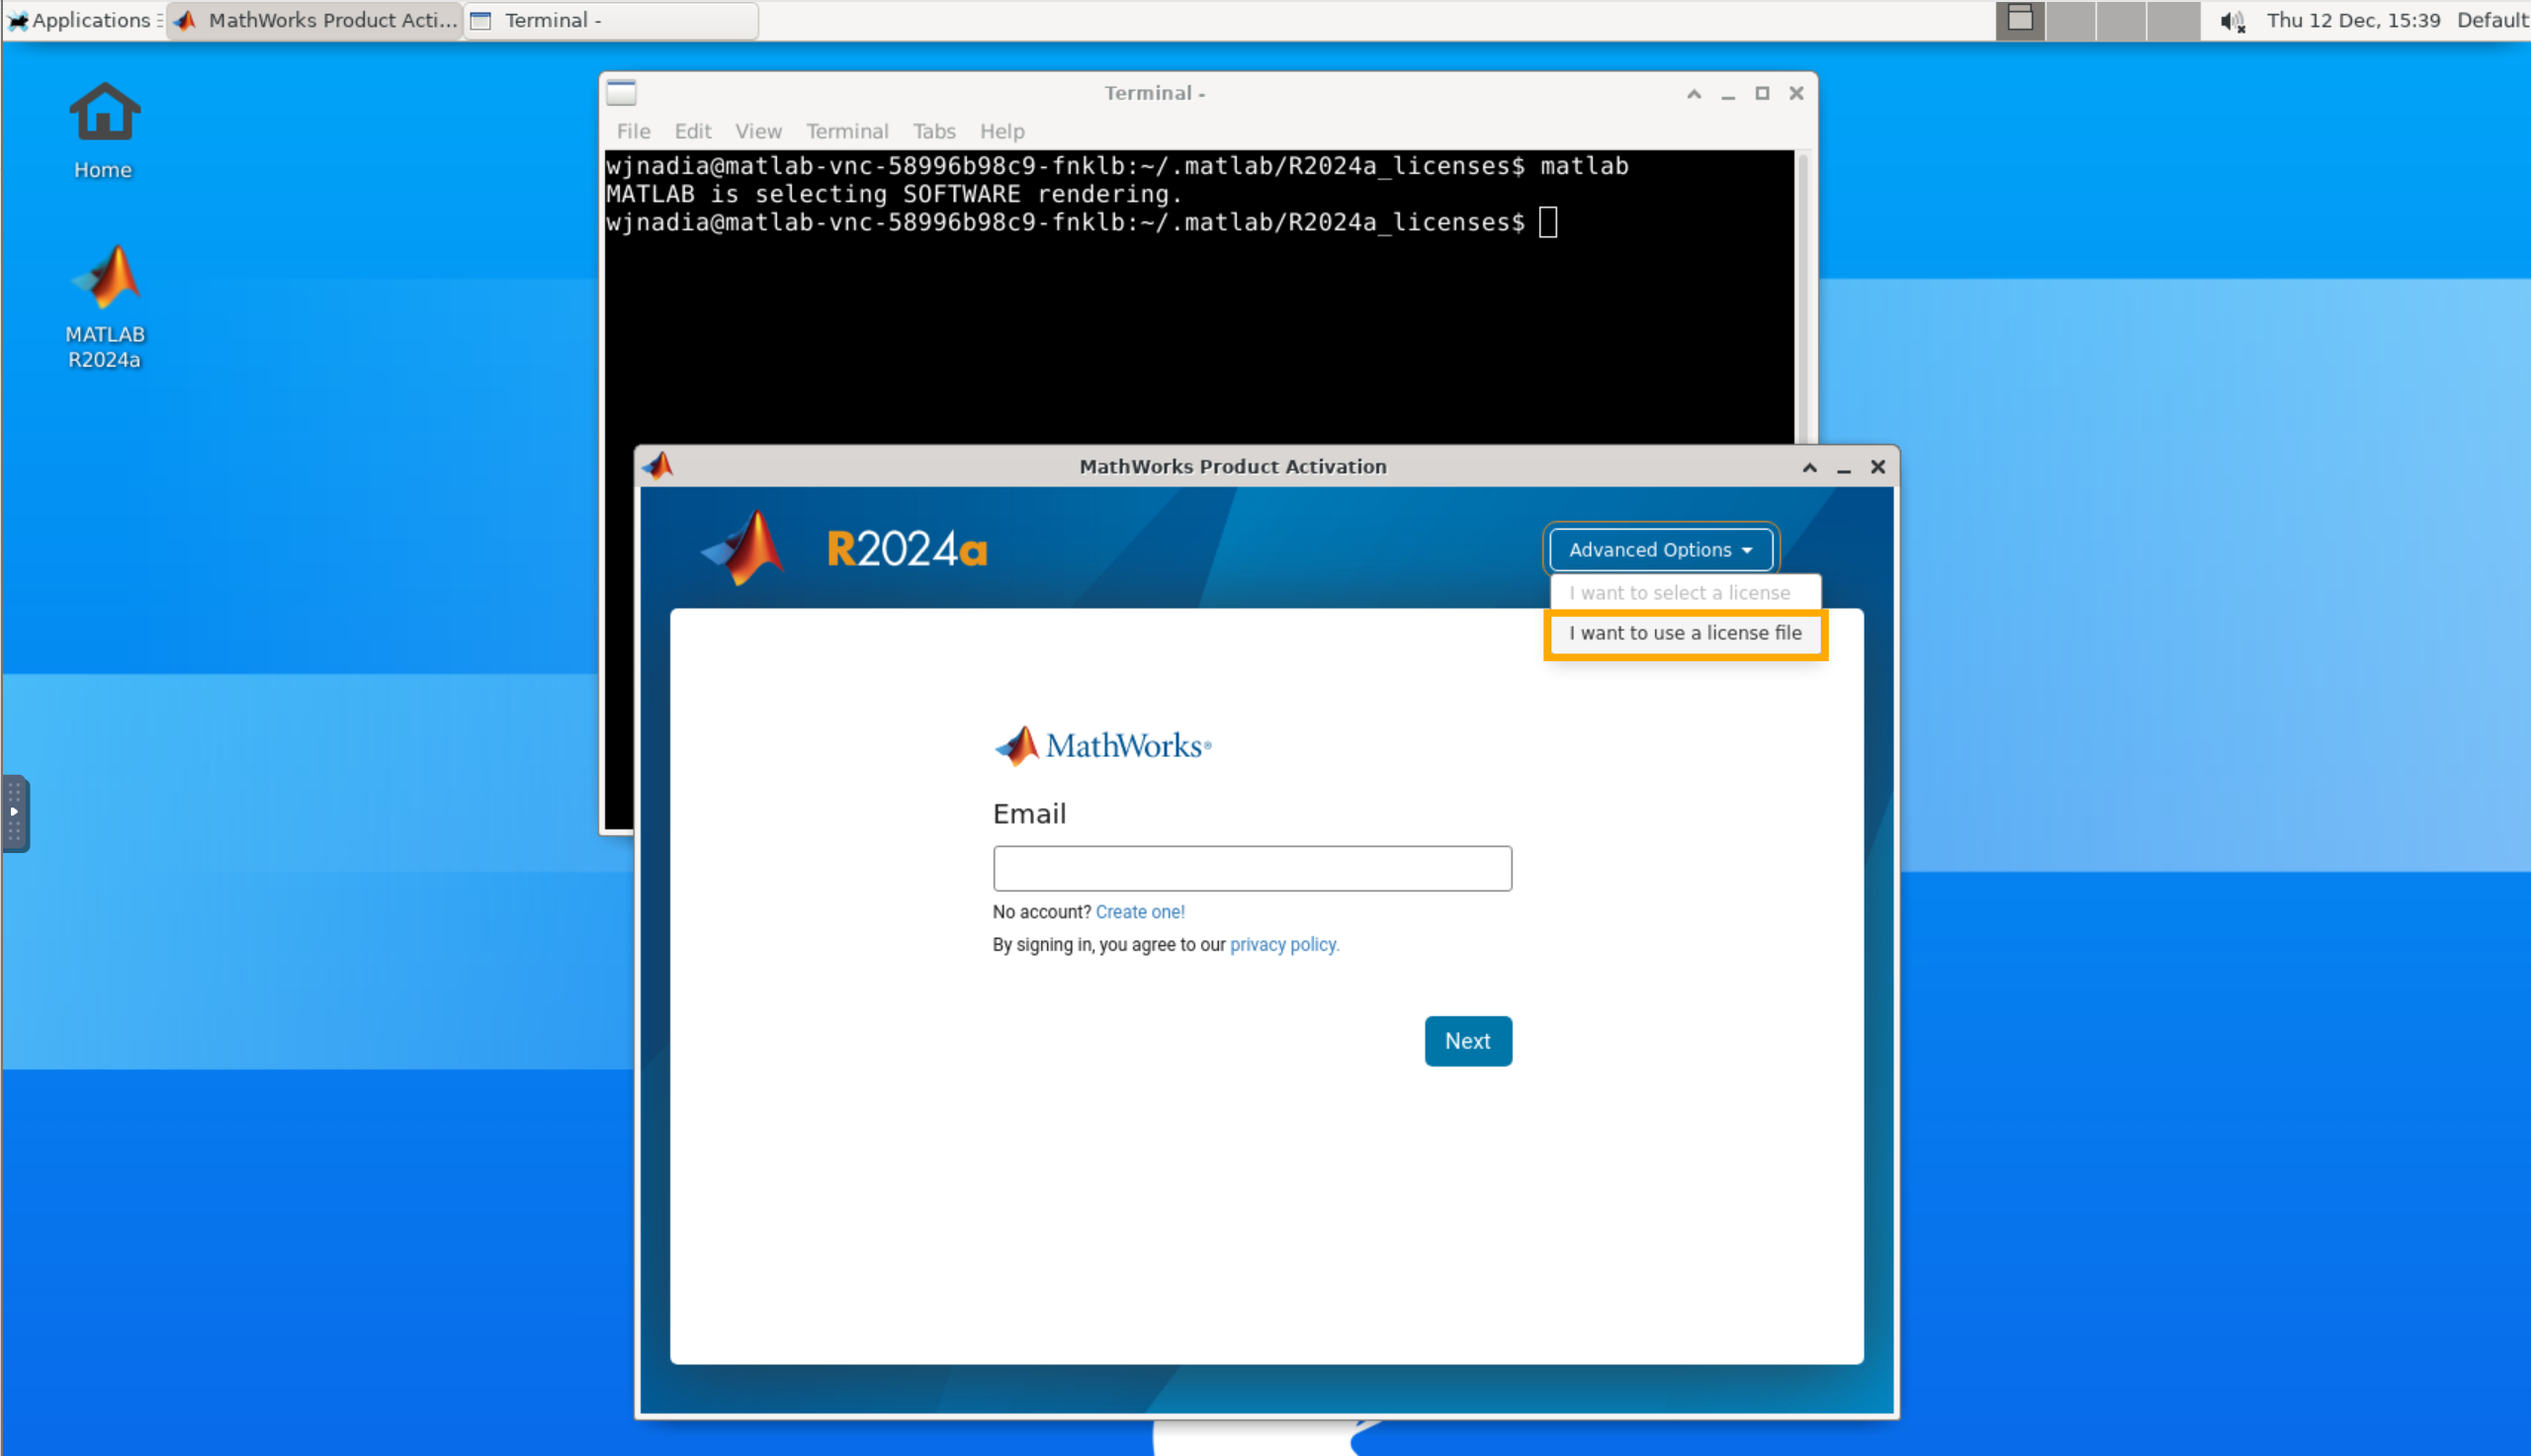 Applications
MathWorks Product Acti...
Terminal -
Thu 12 Dec, 15:39
Default
Home
MATLAB
R2024a
Terminal -
File Edit View Terminal Tabs Help
wjnadia@matlab-vnc-58996b98c9-fnklb:~/.matlab/R2024a_licenses$ matlab
MATLAB is selecting SOFTWARE rendering.
wjnadia@matlab-vnc-58996b98c9-fnklb:~/.matlab/R2024a_licenses$
MathWorks Product Activation
R2024a
Advanced Options
I want to select a license
I want to use a license file
MathWorks®
Email
No account? Create one!
By signing in, you agree to our privacy policy.
Next